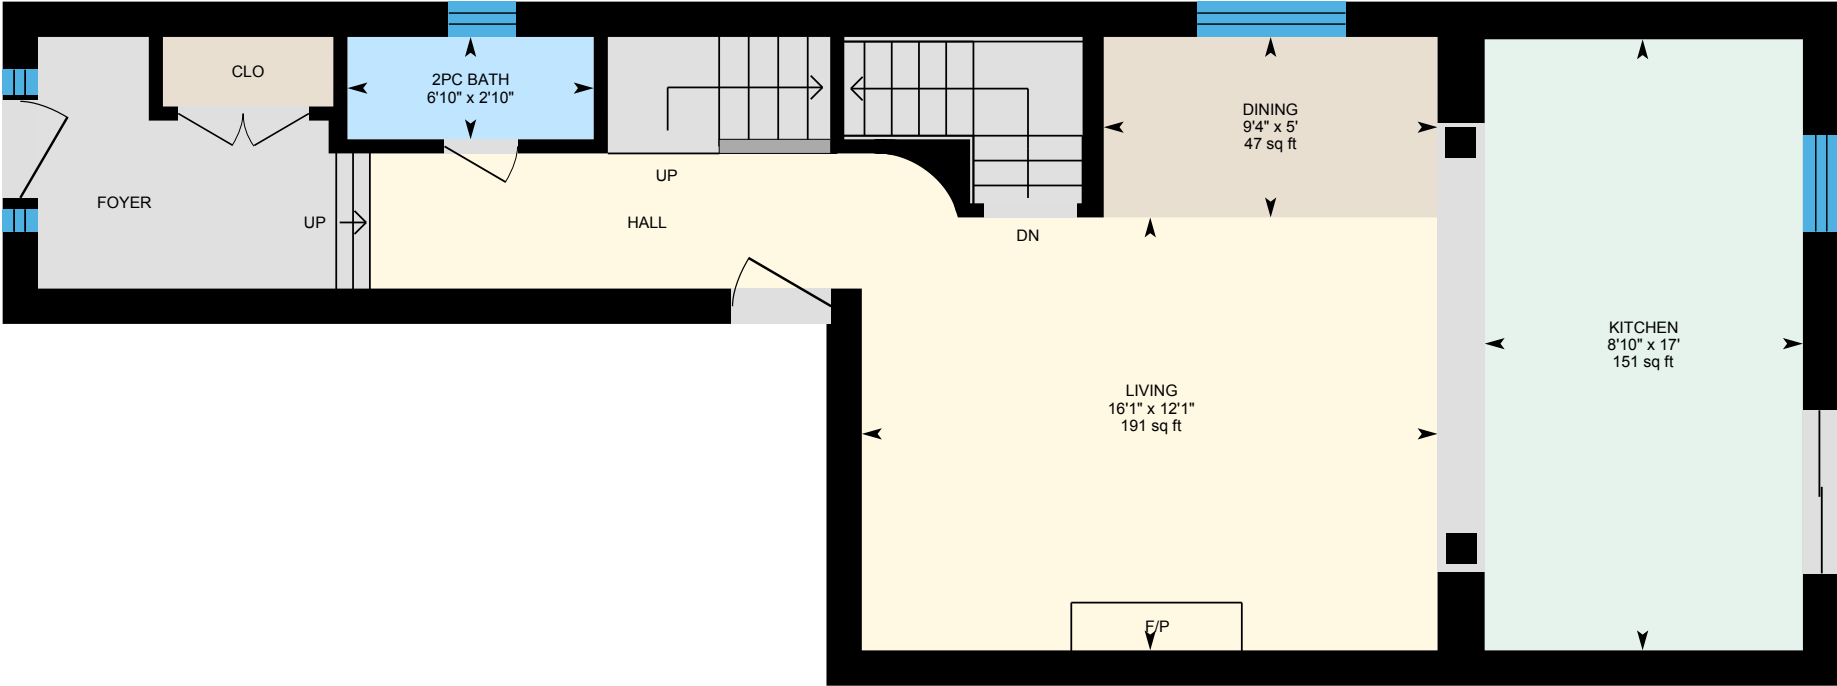 CLO
2PC BATH
6'10" x 2'10"
DINING
9'4" x 5'
47 sq ft
UP
FOYER
UP
HALL
DN
KITCHEN
8'10" x 17'
151 sq ft
LIVING
16'1" x 12'1"
191 sq ft
F/P